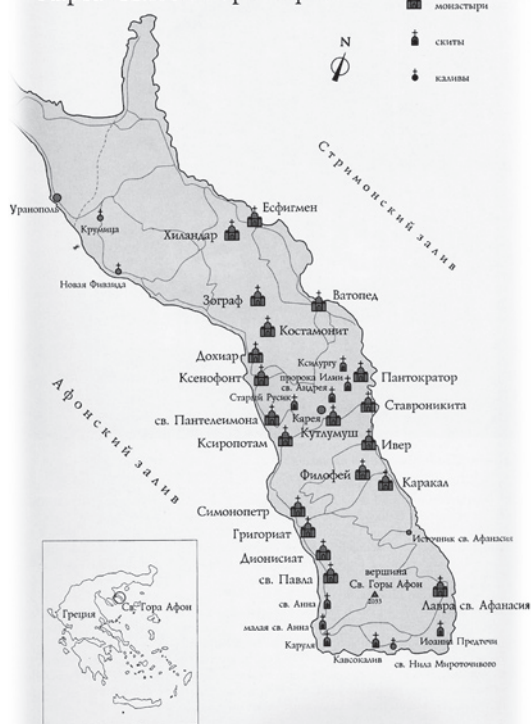 монастыри
N
скиты
каливы
Стримонский залив
Уранополь
Крумица
Есфигмен
Хиландар
Новая Фиваида
Зограф
Ватопед
Костамонит
Дохиар
Ксилургу
Ксенофонт
пророка Илии
Пантократор
св. Андрея
Старый Русик
Карея
Ставроникита
св. Пантелеимона
Кутлумуш
Ксиропотам
Ивер
Афонский залив
Филофей
Каракал
Симонопетр
Григориат
Источник св. Афанасия
Дионисиат
вершина
Св. Горы Афон
2033
св. Павла
Лавра св. Афанасия
св. Анна
малая св. Анна
Каруля
Иоанна Предтечи
Кавсокалив
св. Нила Мироточивого
Греция
Св. Гора Афон